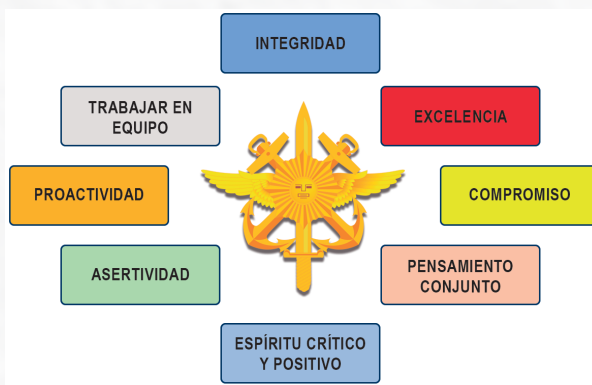 INTEGRIDAD
TRABAJAR EN
EQUIPO
EXCELENCIA
PROACTIVIDAD
COMPROMISO
ASERTIVIDAD
PENSAMIENTO
CONJUNTO
ESPÍRITU CRÍTICO
Y POSITIVO